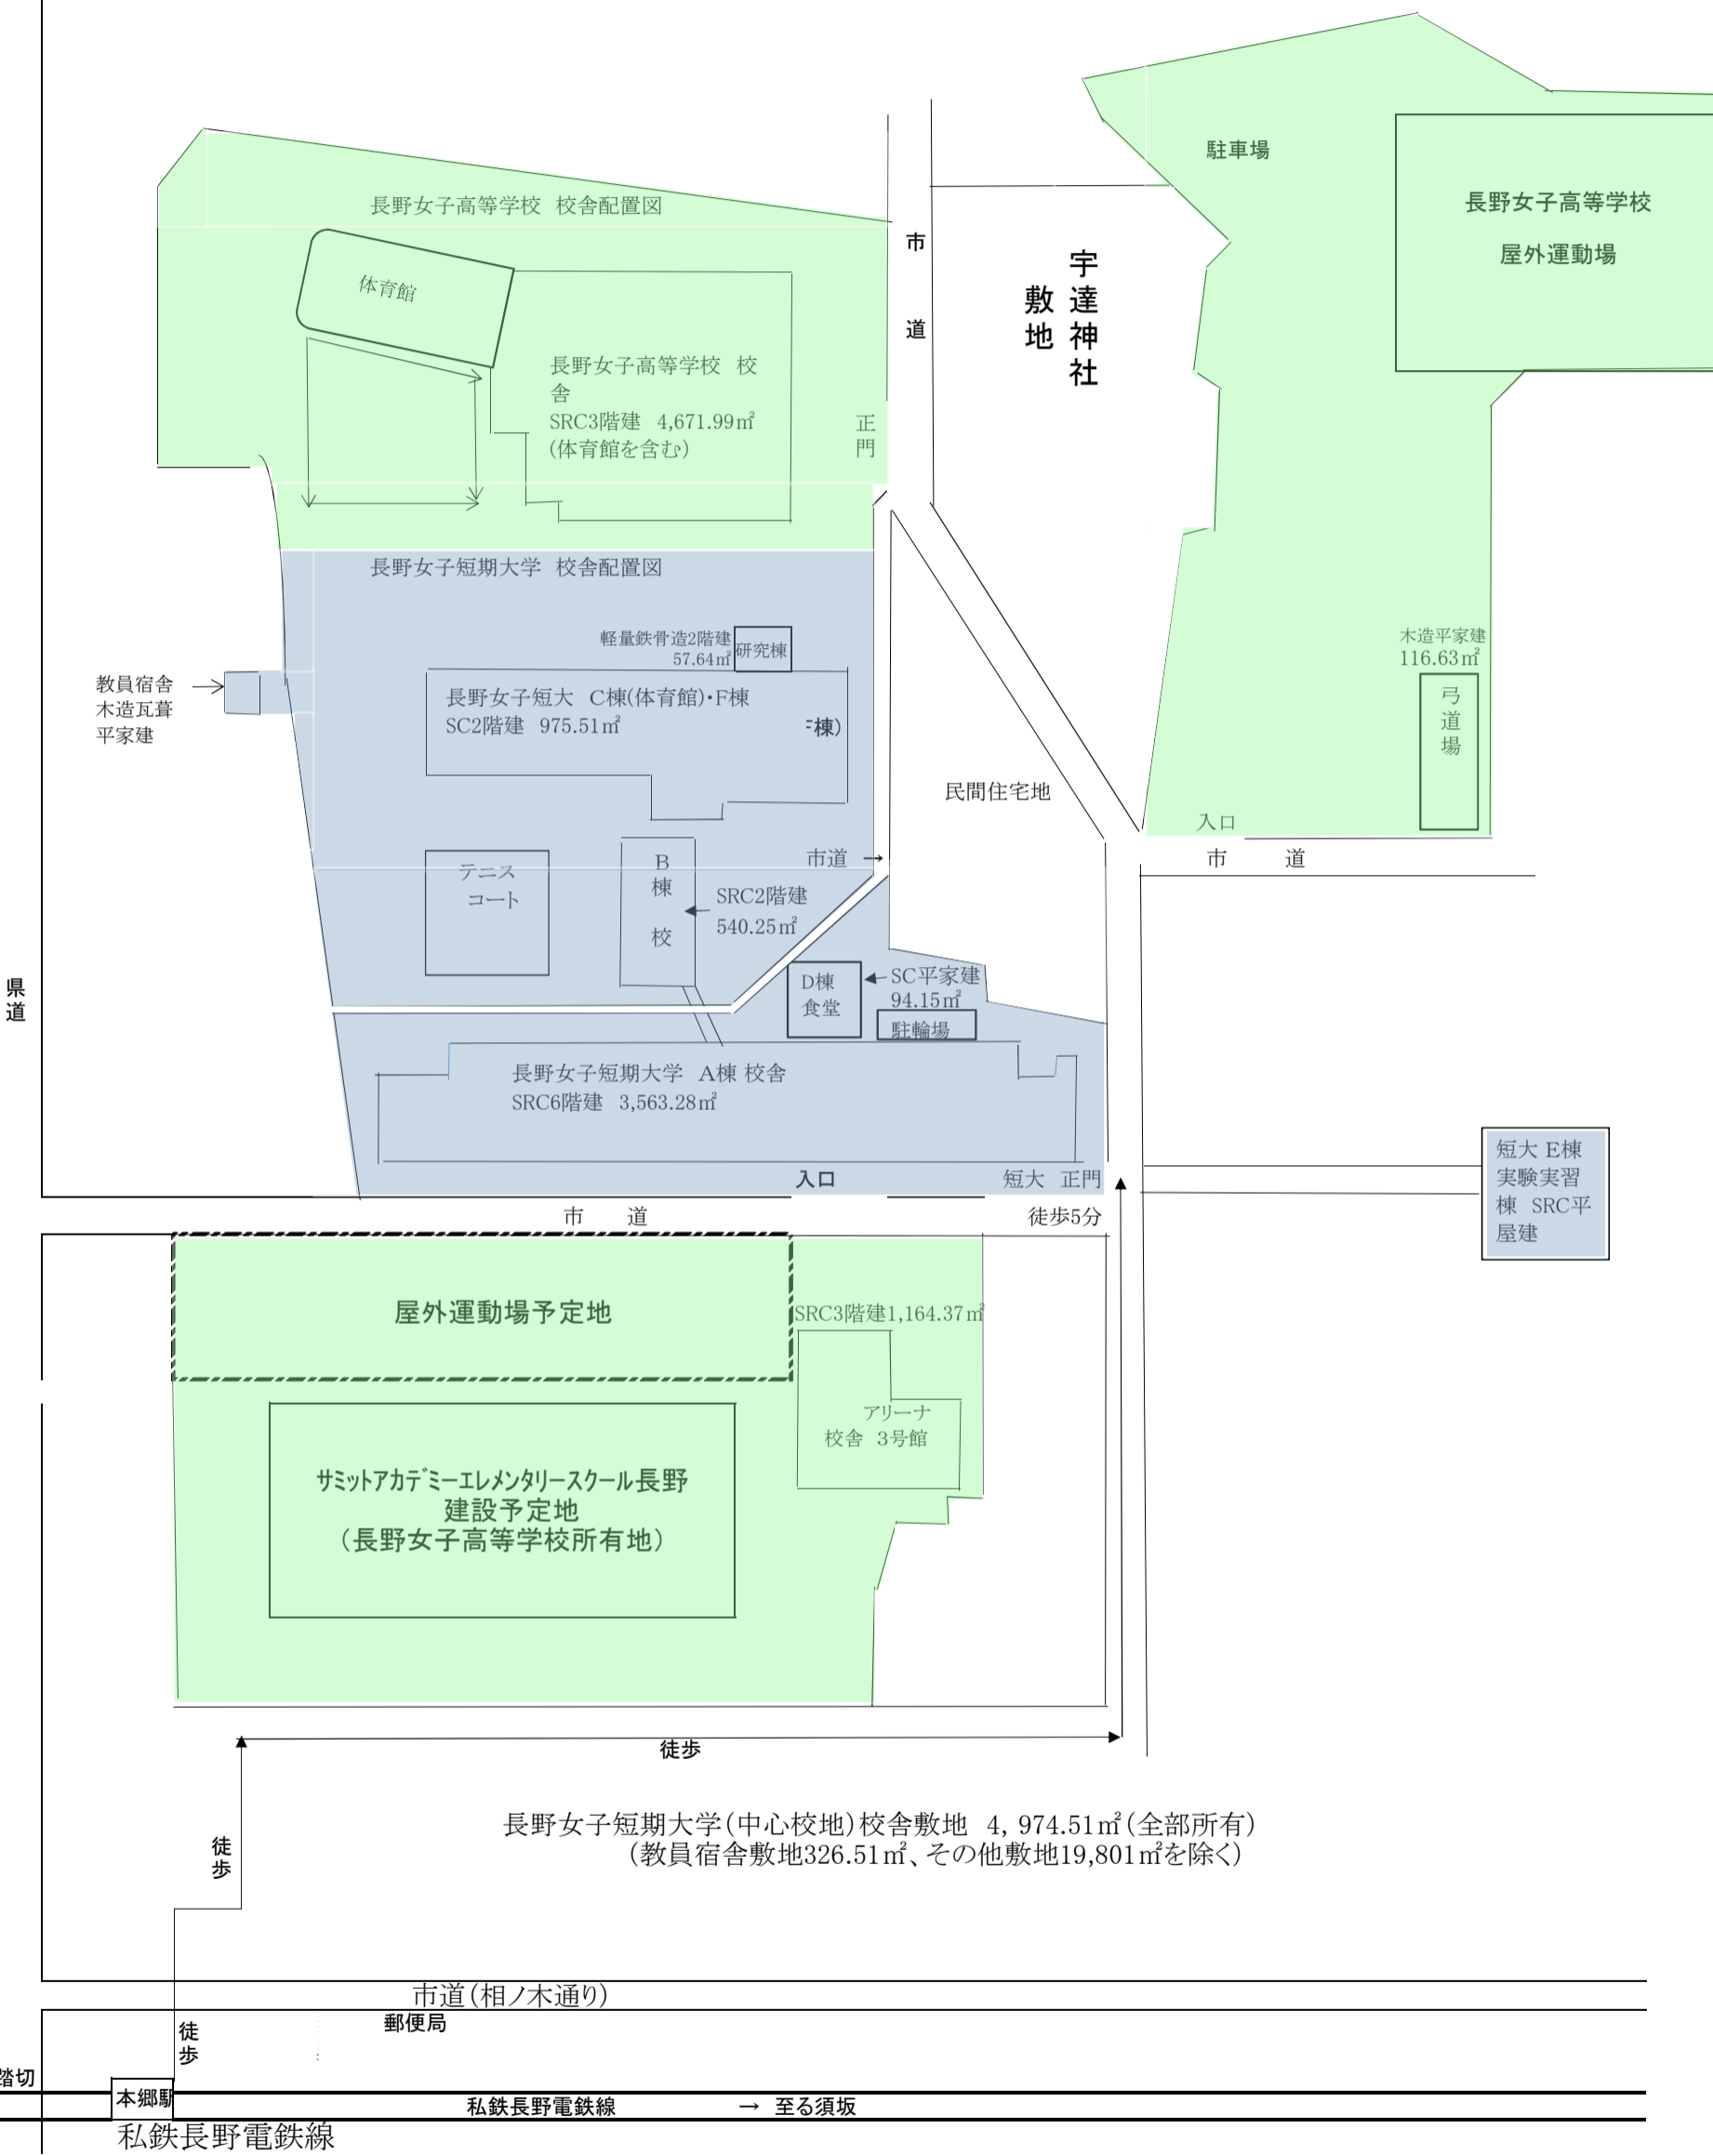 駐車場
長野女子高等学校
屋外運動場
長野女子高等学校 校舎配置図
市道
宇達神社
敷地
体育館
長野女子高等学校 校
舎
SRC3階建 4,671.99㎡
(体育館を含む)
正門
長野女子短期大学 校舎配置図
軽量鉄骨造2階建
57.64㎡
研究棟
木造平家建
116.63㎡
弓道場
教員宿舎
木造瓦葺
平家建
長野女子短大 C棟(体育館)・F棟
SC2階建 975.51㎡
F棟)
民間住宅地
入口
市 道
市道 →
テニス
コート
B棟 校
SRC2階建
540.25㎡
D棟
食堂
SC平家建
94.15㎡
駐輪場
県道
長野女子短期大学 A棟 校舎
SRC6階建 3,563.28㎡
入口
短大 正門
短大 E棟
実験実習
棟 SRC平
屋建
市 道
徒歩5分
屋外運動場予定地
SRC3階建1,164.37㎡
アリーナ
校舎 3号館
サミットアカデミーエレメンタリースクール長野
建設予定地
(長野女子高等学校所有地)
徒歩
徒歩
長野女子短期大学(中心校地)校舎敷地 4, 974.51㎡(全部所有)
(教員宿舎敷地326.51㎡、その他敷地19,801㎡を除く)
市道(相ノ木通り)
郵便局
徒歩
踏切
本郷駅
私鉄長野電鉄線 → 至る須坂
私鉄長野電鉄線